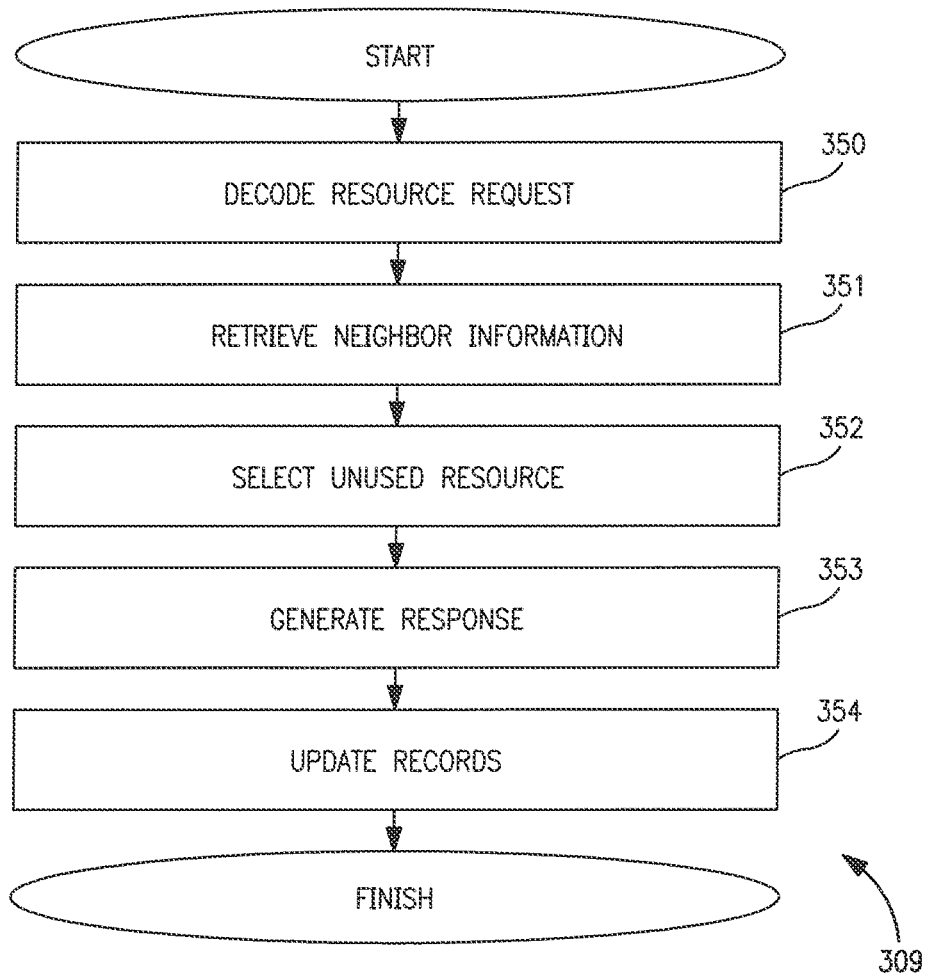 START
350
DECODE RESOURCE REQUEST
351
RETRIEVE NEIGHBOR INFORMATION
352
SELECT UNUSED RESOURCE
353
GENERATE RESPONSE
354
UPDATE RECORDS
FINISH
309